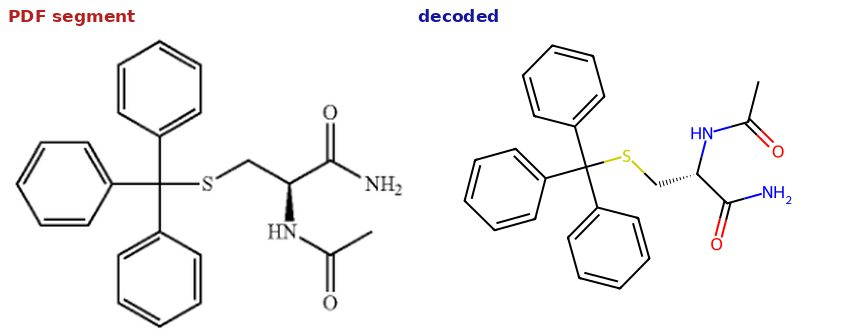 PDF segment
decoded
O
S
NH2
HN
O
HN
S
O
NH2
O